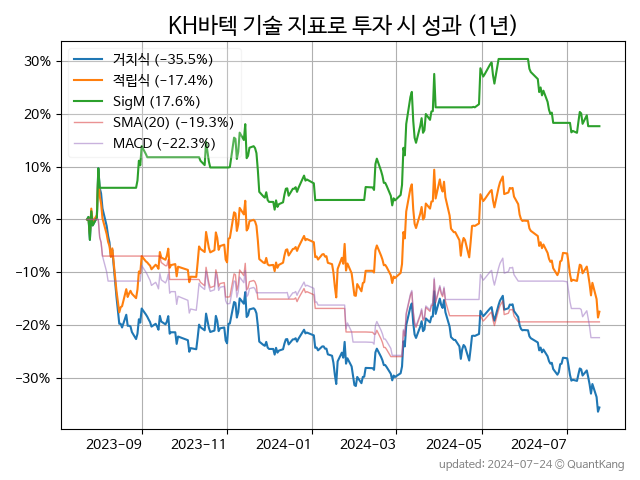 KH바텍 기술 지표로 투자 시 성과 (1년)
30%
20%
10%
0%
−10%
−20%
−30%
거치식 (−35.5%)
적립식 (−17.4%)
SigM (17.6%)
SMA(20) (−19.3%)
MACD (−22.3%)
2023-09
2023-11
2024-01
2024-03
2024-05
2024-07
updated: 2024-07-24 © QuantKang